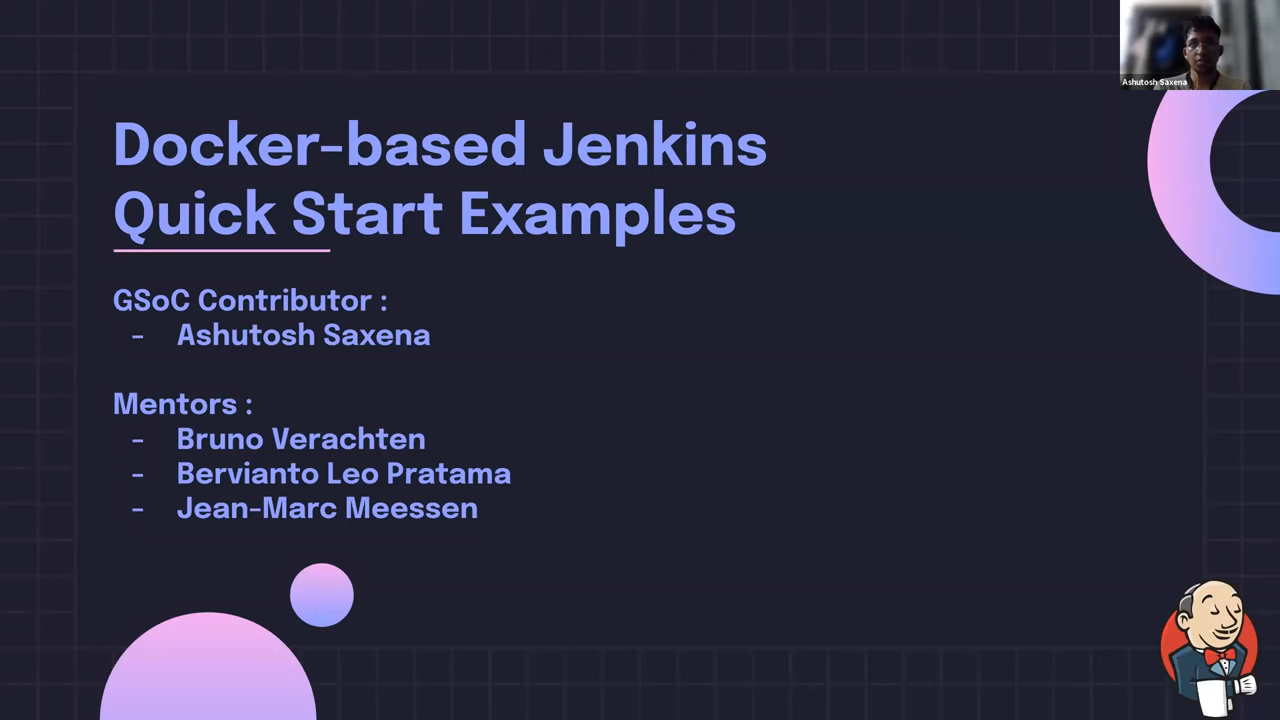 Ashutosh Saxena
Docker-based Jenkins
Quick Start Examples
GSoC Contributor :
- Ashutosh Saxena
Mentors :
- Bruno Verachten
- Bervianto Leo Pratama
- Jean-Marc Meessen